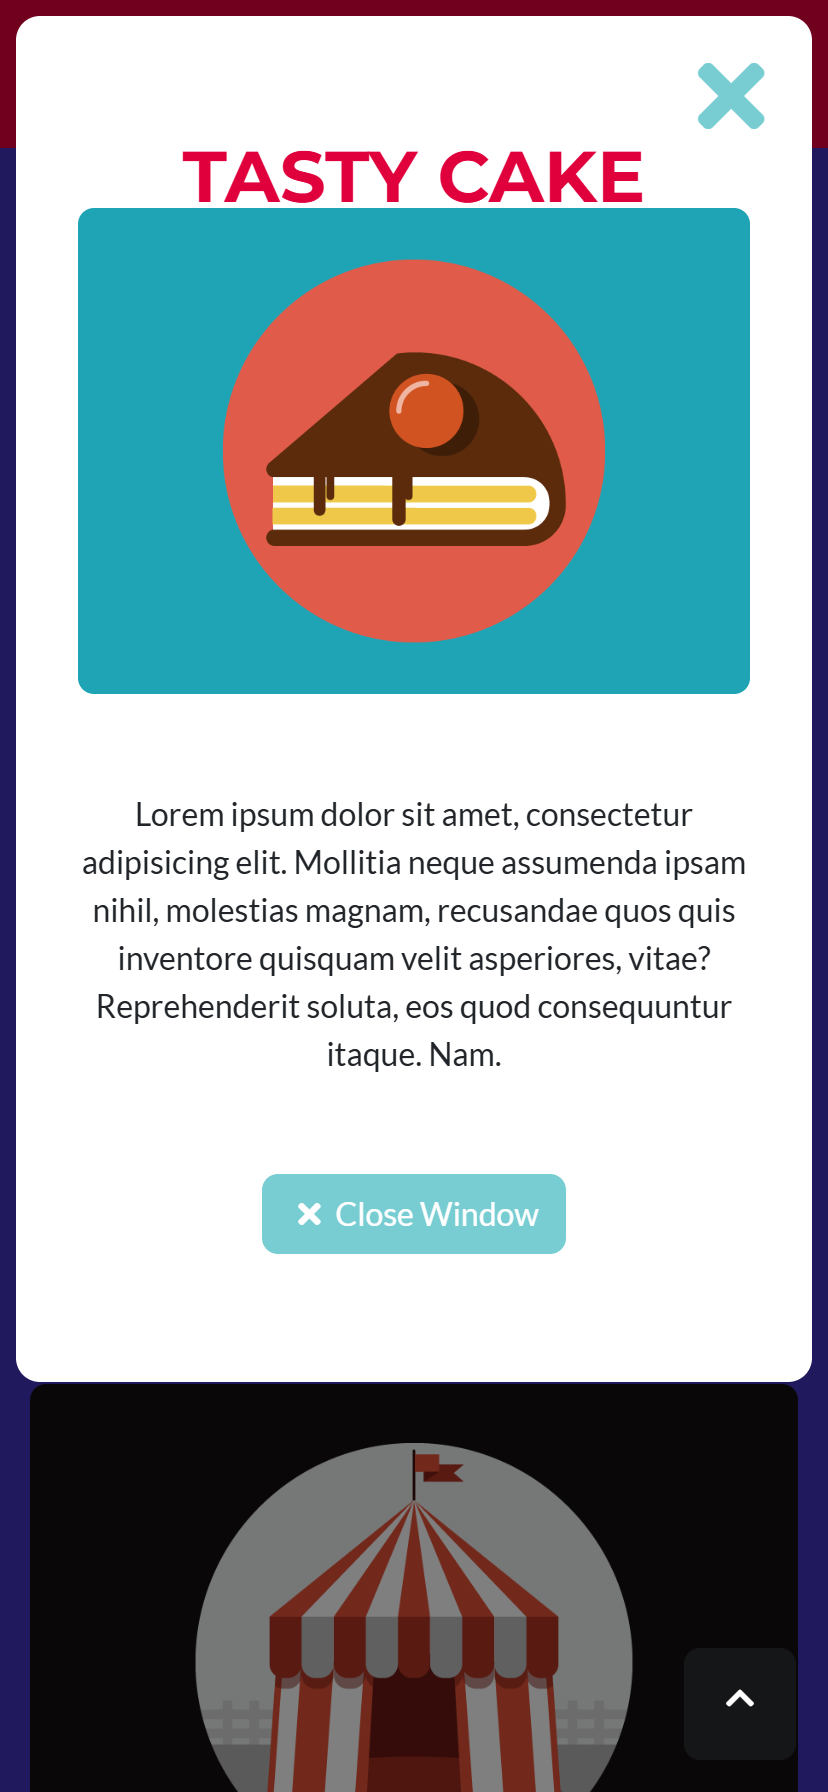 TASTY CAKE
Lorem ipsum dolor sit amet, consectetur
adipisicing elit. Mollitia neque assumenda ipsam
nihil, molestias magnam, recusandae quos quis
inventore quisquam velit asperiores, vitae?
Reprehenderit soluta, eos quod consequuntur
itaque. Nam.
Close Window